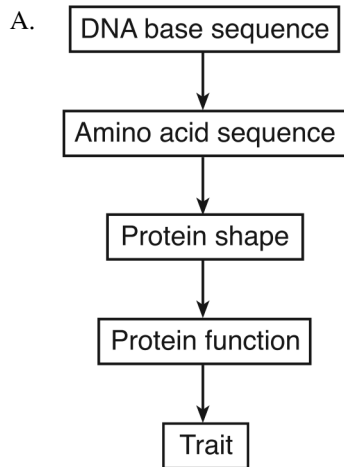 A.
DNA base sequence
Amino acid sequence
Protein shape
Protein function
Trait